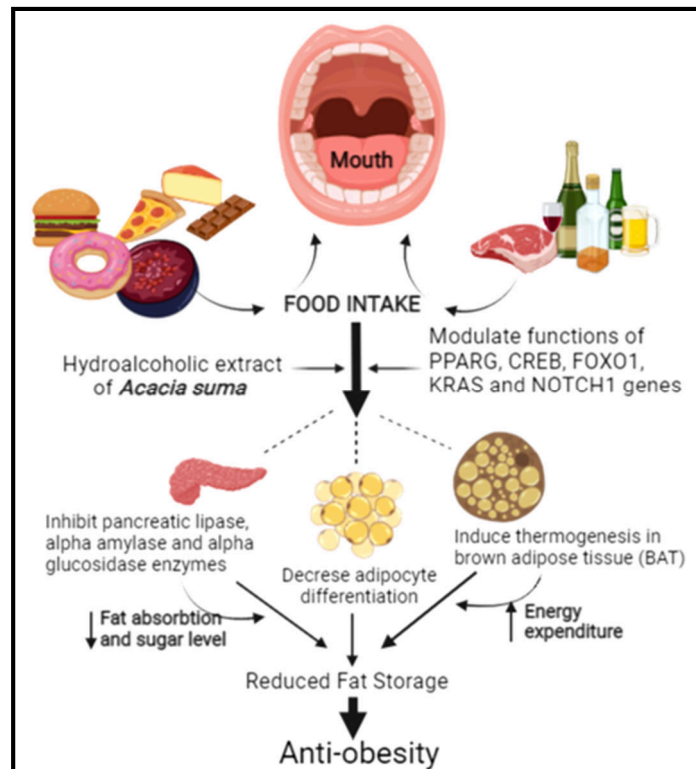 Mouth
FOOD INTAKE
Hydroalcoholic extract
of Acacia suma
Modulate functions of
PPARG, CREB, FOXO1,
KRAS and NOTCH1 genes
Inhibit pancreatic lipase,
alpha amylase and alpha
glucosidase enzymes
Decrese adipocyte
differentiation
Induce thermogenesis in
brown adipose tissue (BAT)
Fat absorbtion
and sugar level
Energy
expenditure
Reduced Fat Storage
Anti-obesity